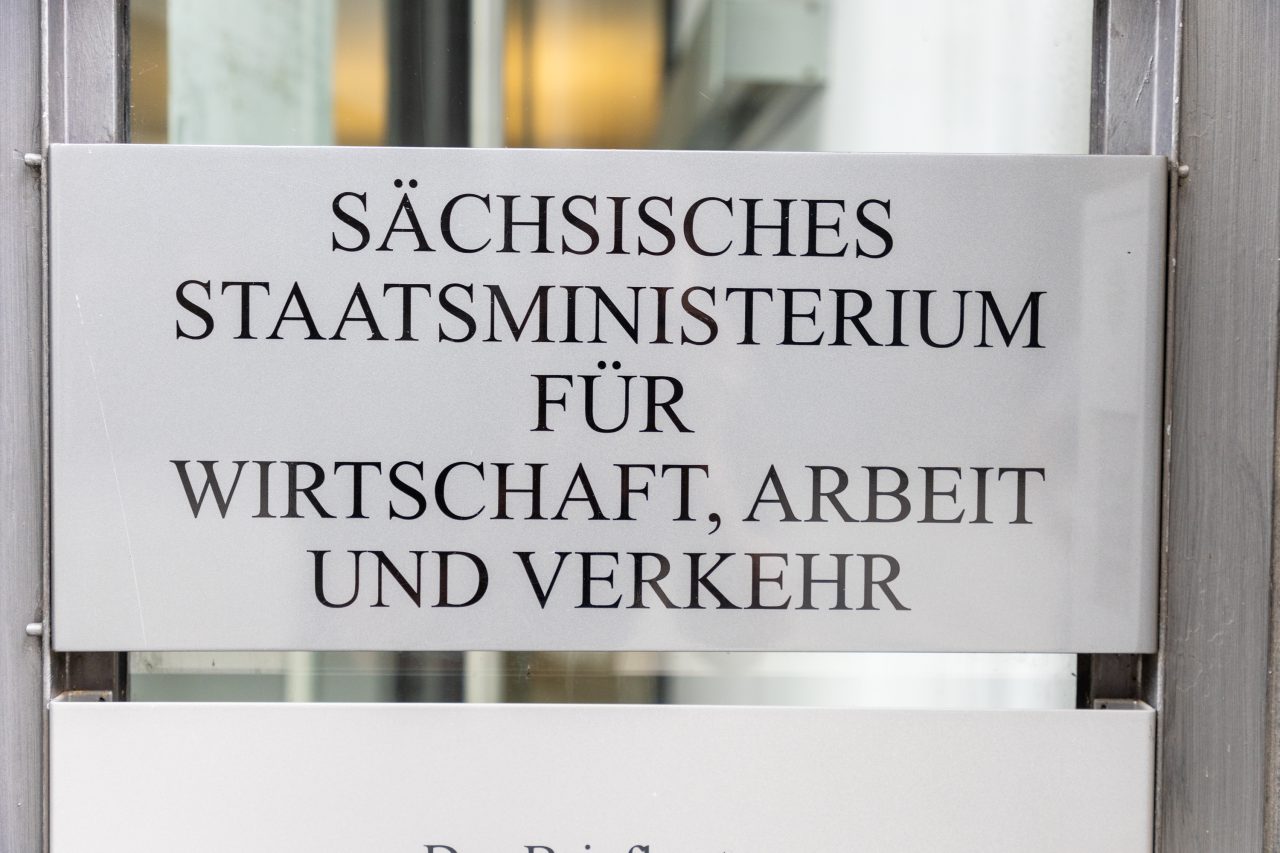 SÄCHSISCHES
STAATSMINISTERIUM
FÜR
WIRTSCHAFT, ARBEIT
UND VERKEHR